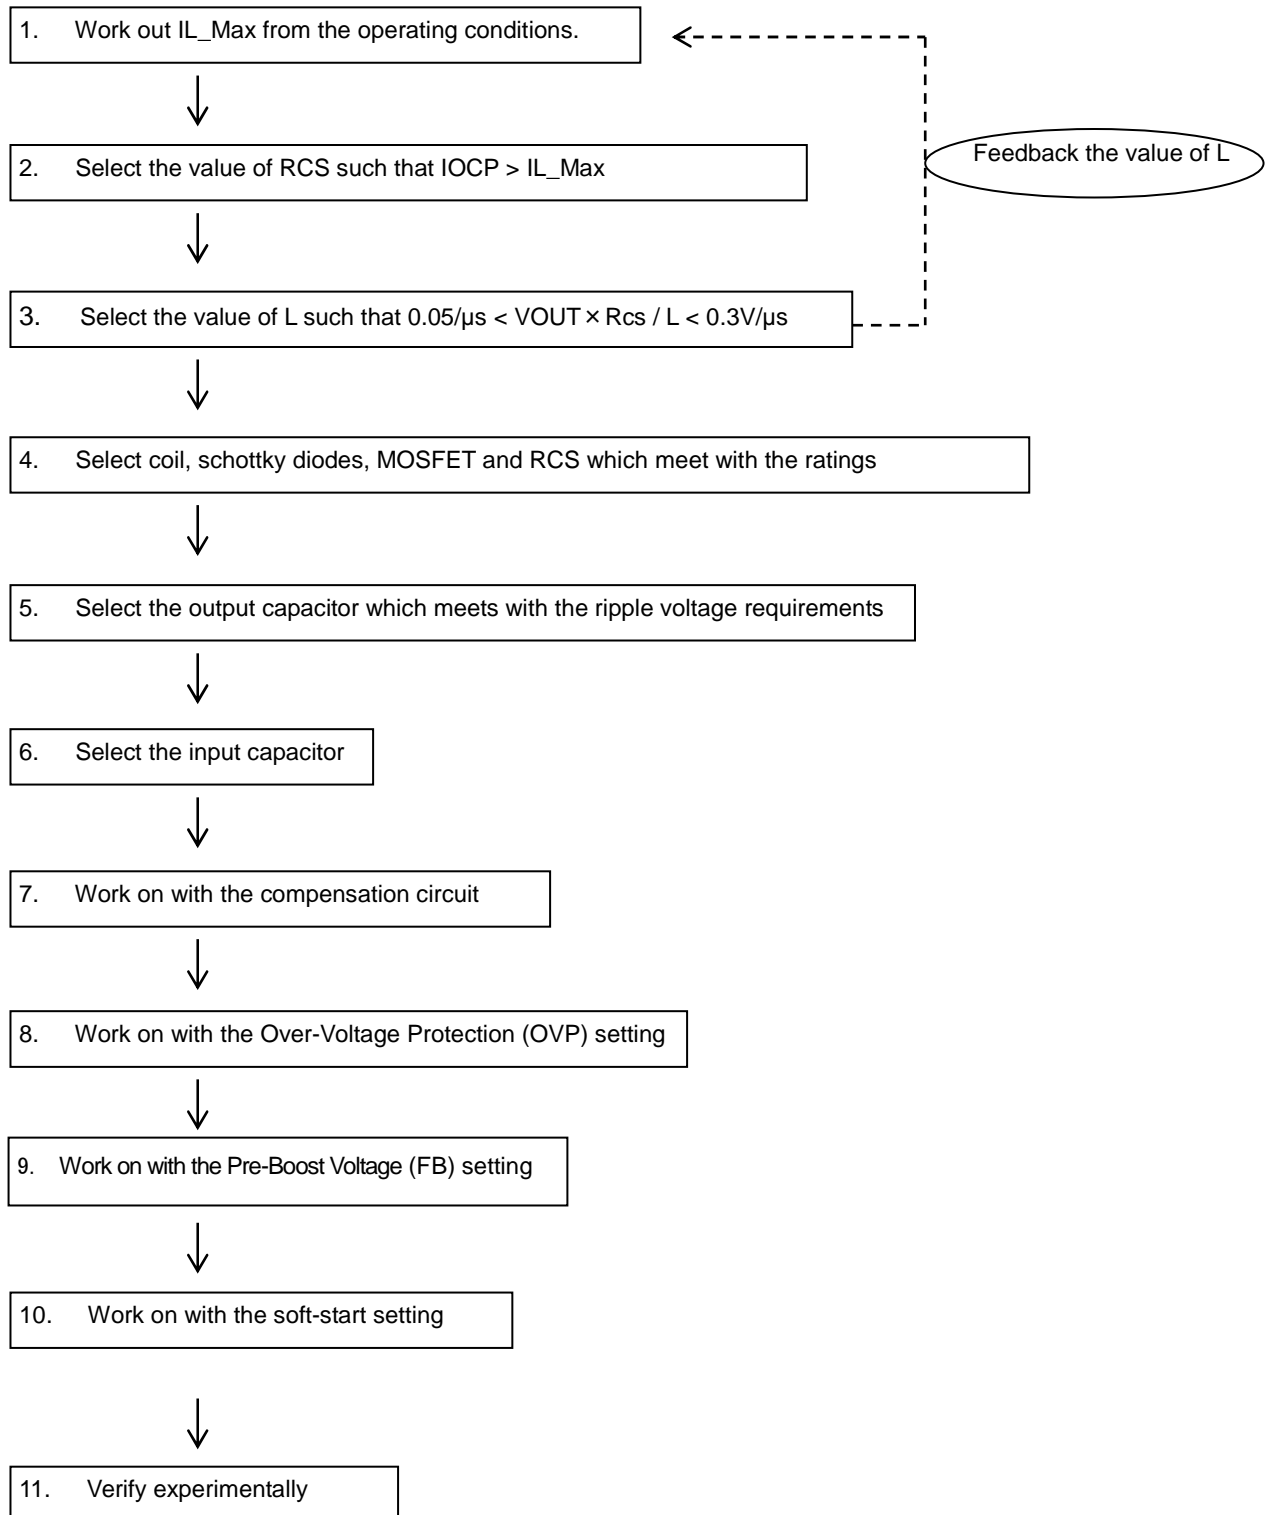 1. Work out IL_Max from the operating conditions.
2. Select the value of RCS such that IOCP > IL_Max
Feedback the value of L
3. Select the value of L such that 0.05/µs < VOUT × Rcs / L < 0.3V/µs
4. Select coil, schottky diodes, MOSFET and RCS which meet with the ratings
5. Select the output capacitor which meets with the ripple voltage requirements
6. Select the input capacitor
7. Work on with the compensation circuit
8. Work on with the Over-Voltage Protection (OVP) setting
9. Work on with the Pre-Boost Voltage (FB) setting
10. Work on with the soft-start setting
11. Verify experimentally